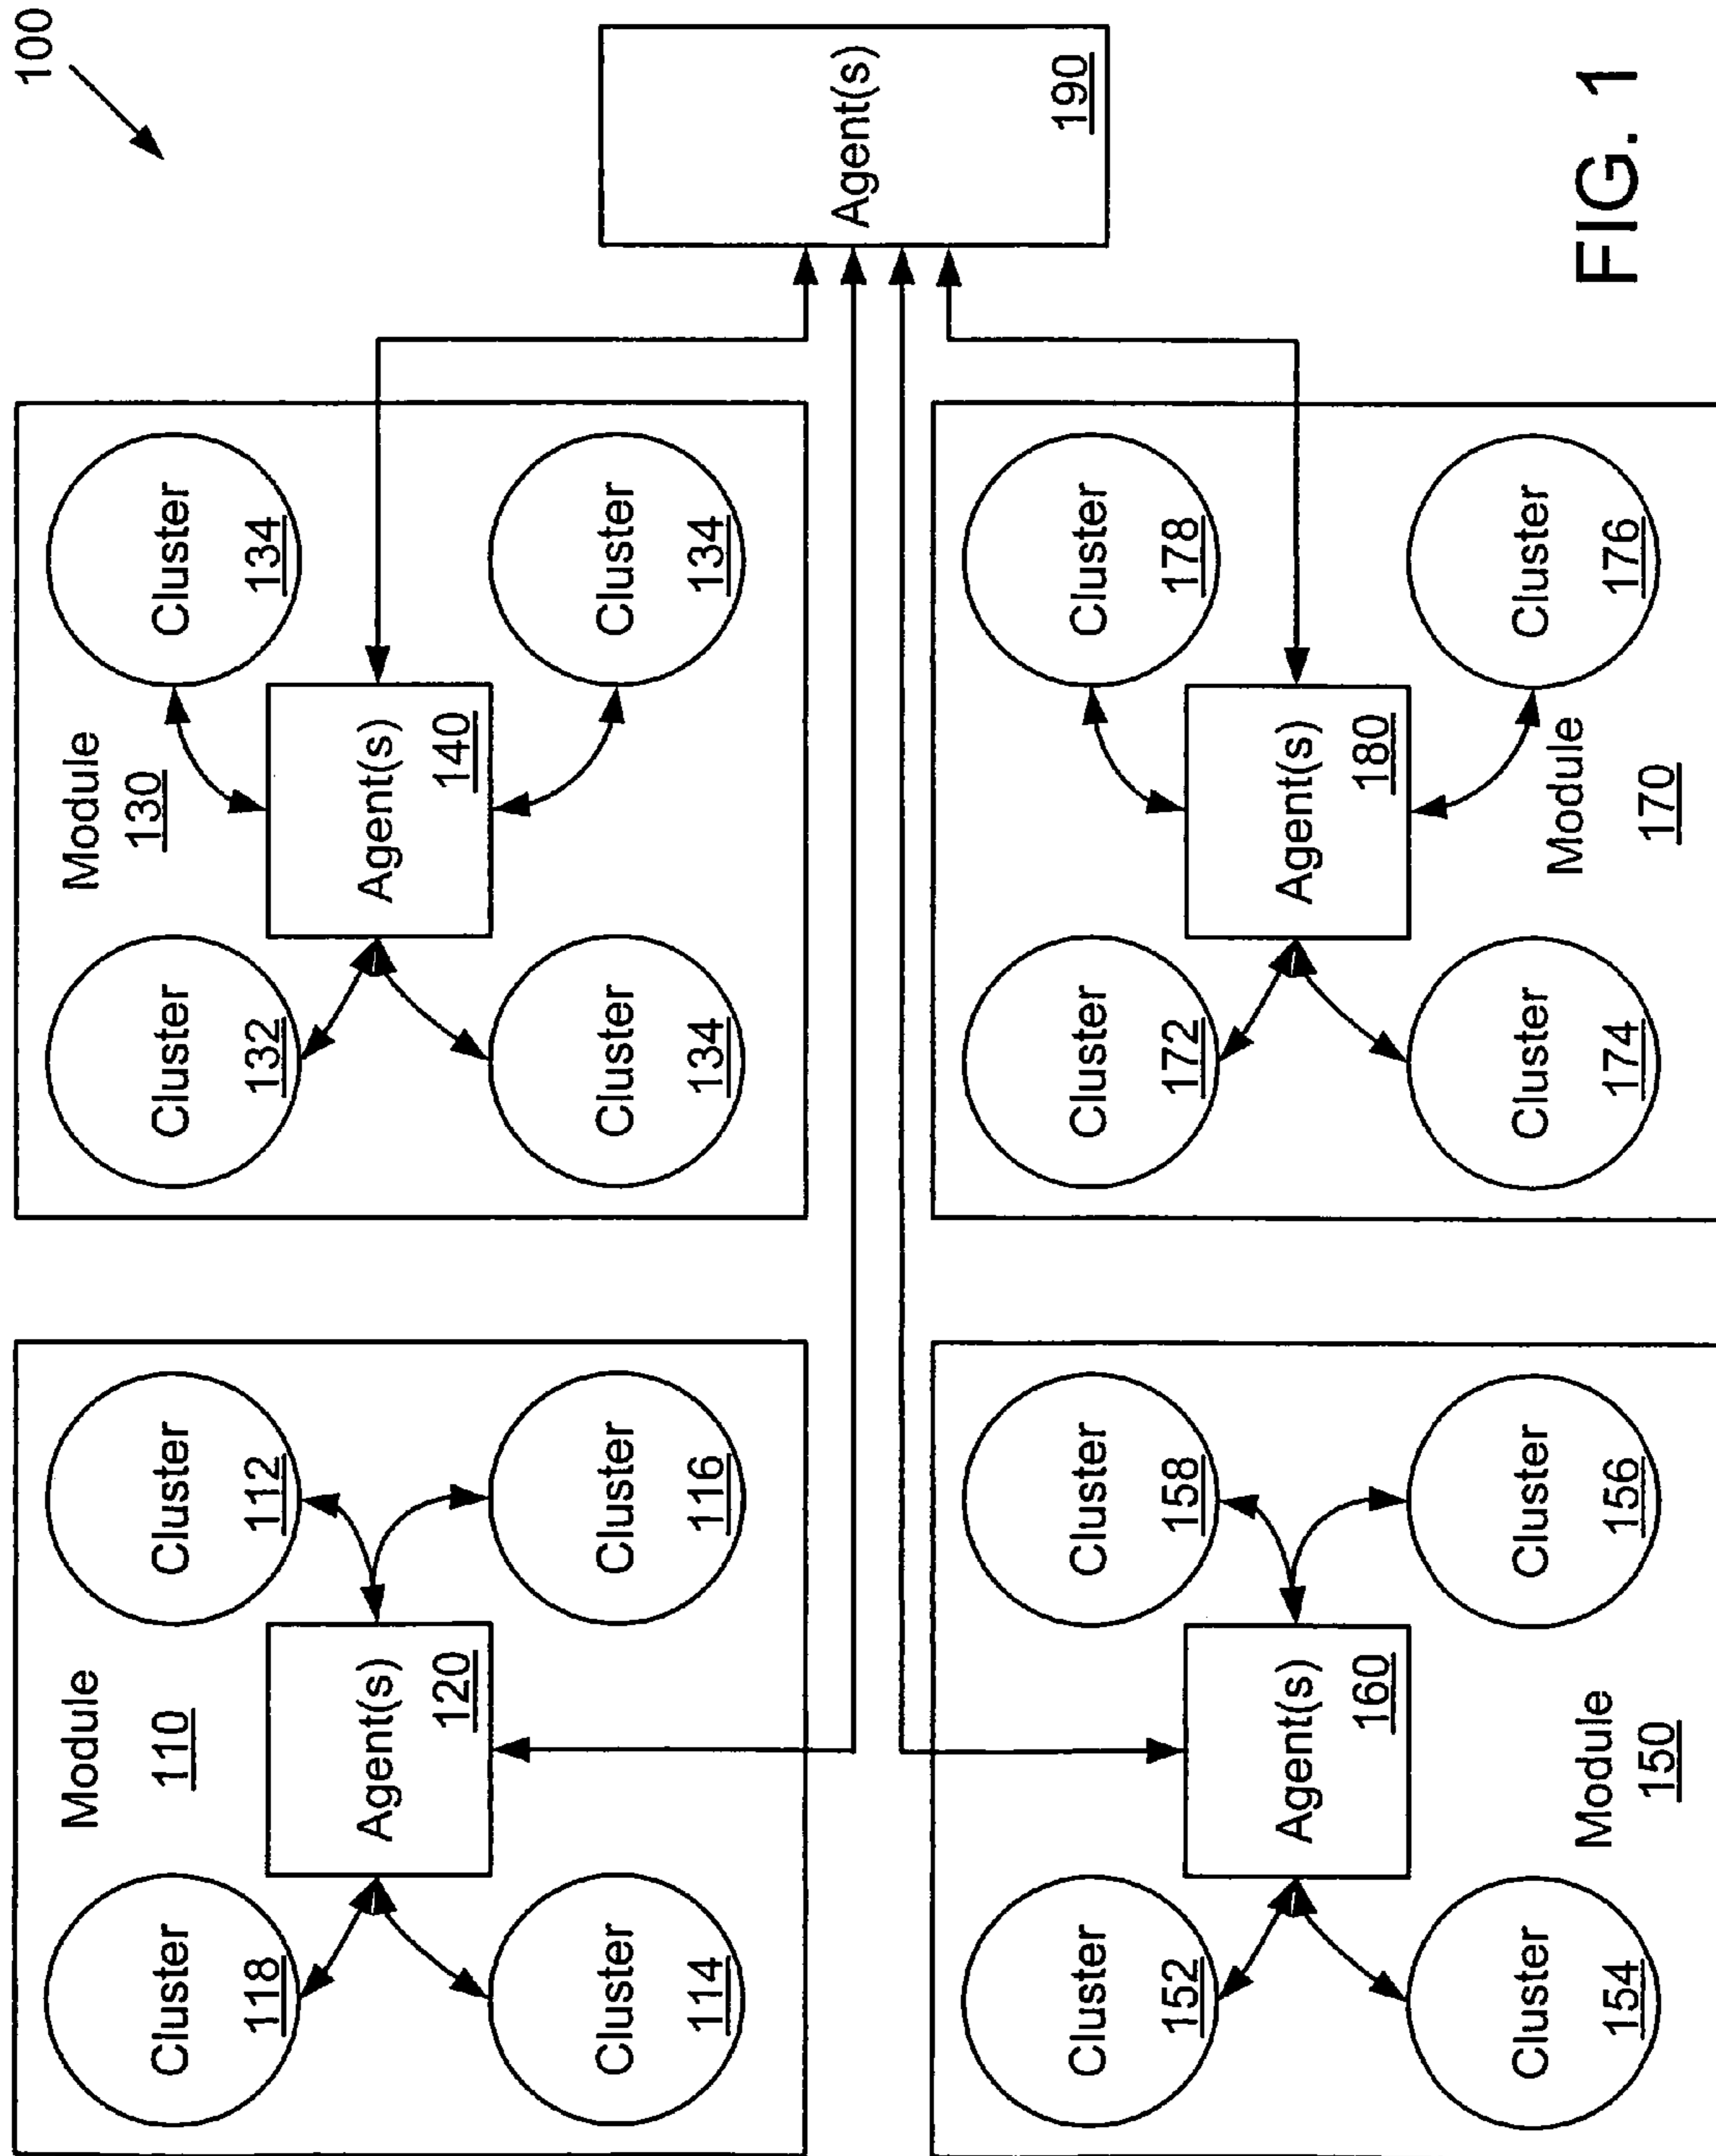 100
Module
110
Cluster
118
Cluster
112
Agent(s)
120
Cluster
114
Cluster
116
Module
130
Cluster
132
Cluster
134
Agent(s)
140
Cluster
134
Cluster
134
Agent(s)
190
Cluster
152
Cluster
158
Agent(s)
160
Cluster
154
Cluster
156
Module
150
Cluster
172
Cluster
178
Agent(s)
180
Cluster
174
Cluster
176
Module
170
FIG. 1